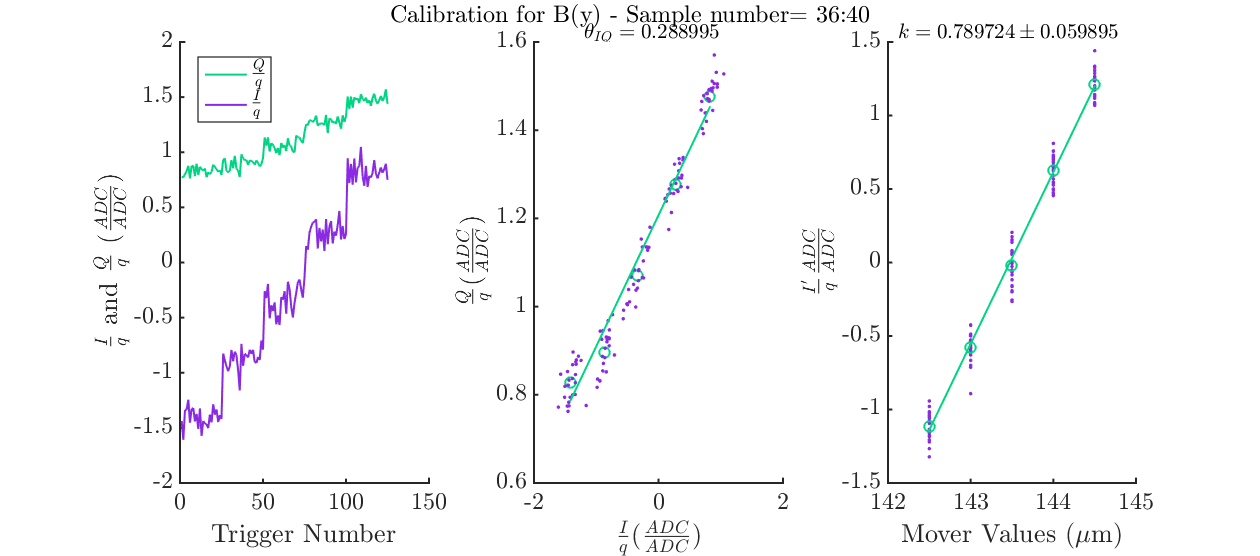 Calibration for B(y) - Sample number= 36:40
2
1.5
1
0.5
0
-0.5
-1
-1.5
-2
0 50 100 150
Trigger Number
I/q and Q/q (ADC/ADC)
Q/q
I/q
θ_IQ = 0.288995
1.6
1.4
1.2
1
0.8
0.6
-2 0 2
I/q (ADC/ADC)
Q/q (ADC/ADC)
k = 0.789724 ± 0.059895
1.5
1
0.5
0
-0.5
-1
-1.5
142 143 144 145
Mover Values (μm)
I′/q ADC/ADC